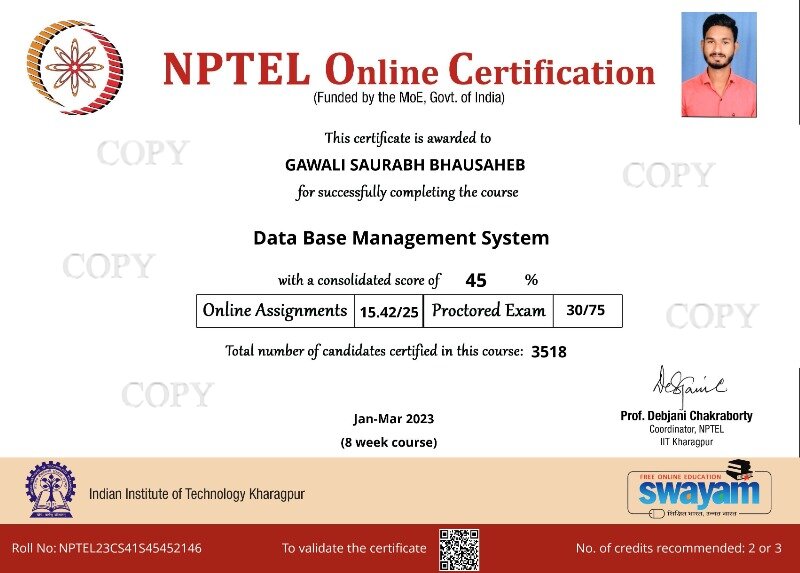 NPTEL Online Certification
(Funded by the MoE, Govt. of India)
This certificate is awarded to
COPY
GAWALI SAURABH BHAUSAHEB
COPY
for successfully completing the course
Data Base Management System
COPY
with a consolidated score of 45 %
Online Assignments 15.42/25 Proctored Exam 30/75
COPY
Total number of candidates certified in this course: 3518
COPY
Jan-Mar 2023
(8 week course)
Prof. Debjani Chakraborty
Coordinator, NPTEL
IIT Kharagpur
Indian Institute of Technology Kharagpur
FREE ONLINE EDUCATION
swayam
शिक्षित भारत, उन्नत भारत
Roll No: NPTEL23CS41S45452146
To validate the certificate
No. of credits recommended: 2 or 3